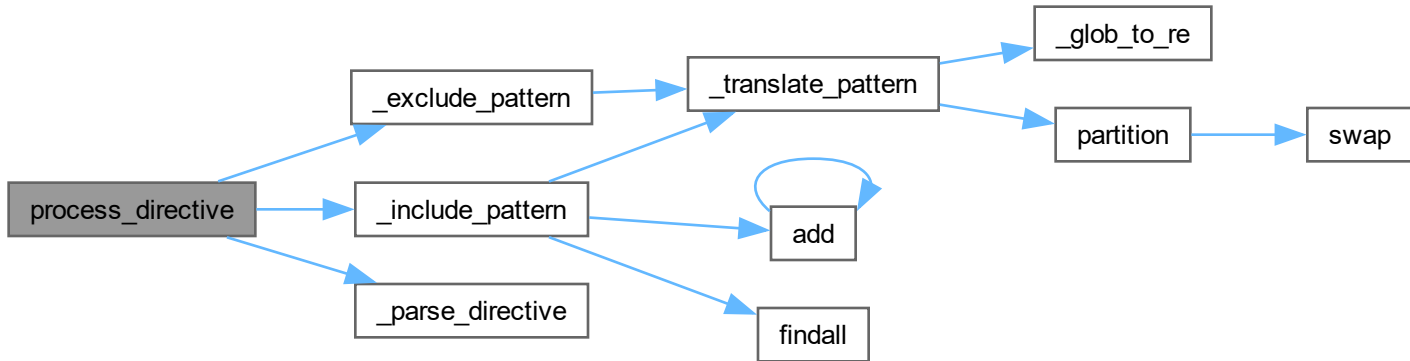 process_directive
_exclude_pattern
_include_pattern
_parse_directive
_translate_pattern
add
findall
_glob_to_re
partition
swap